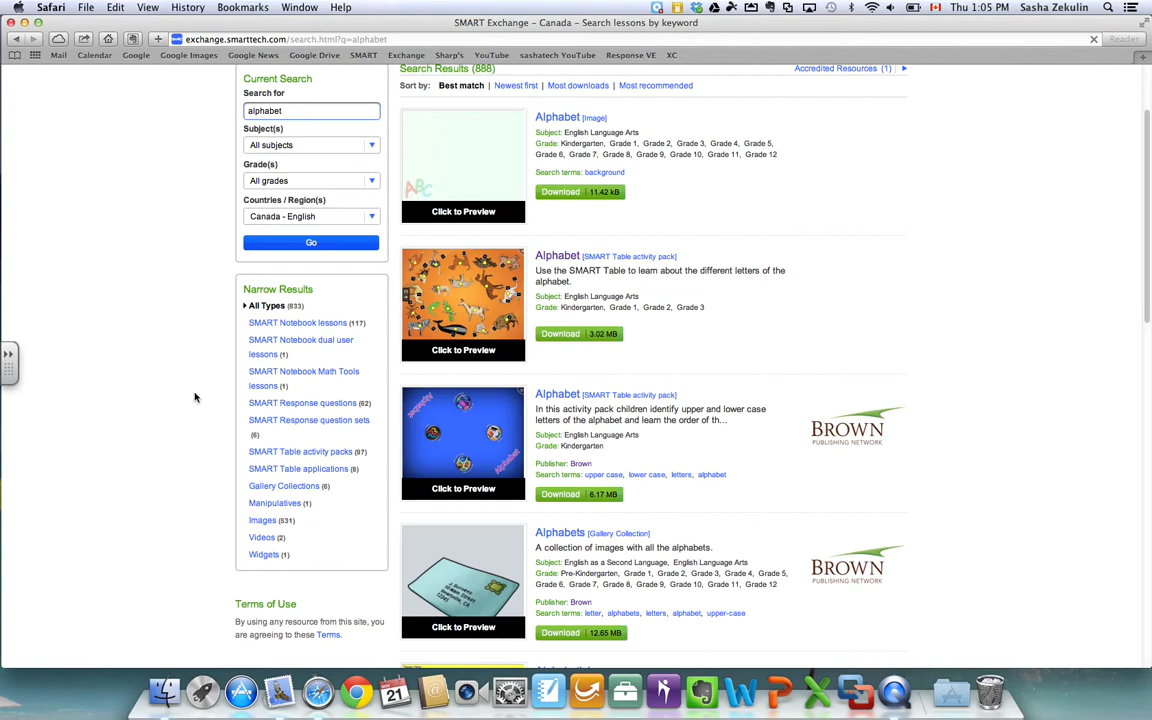 Safari File Edit View History Bookmarks Window Help Thu 1:05 PM Sasha Zekulin
SMART Exchange – Canada – Search lessons by keyword
exchange.smarttech.com/search.html?q=alphabet Reader
Mail Calendar Google Google Images Google News Google Drive SMART Exchange Sharp's YouTube sashatech YouTube Response VE XC
Current Search
Search for
alphabet
Subject(s)
All subjects
Grade(s)
All grades
Countries / Region(s)
Canada - English
Go
Narrow Results
All Types (833)
SMART Notebook lessons (117)
SMART Notebook dual user
lessons (1)
SMART Notebook Math Tools
lessons (1)
SMART Response questions (62)
SMART Response question sets
(6)
SMART Table activity packs (97)
SMART Table applications (8)
Gallery Collections (6)
Manipulatives (1)
Images (531)
Videos (2)
Widgets (1)
Terms of Use
By using any resource from this site, you
are agreeing to these Terms.
Search Results (888)
Accredited Resources (1)
Sort by: Best match Newest first Most downloads Most recommended
ABC
Click to Preview
Alphabet [Image]
Subject: English Language Arts
Grade: Kindergarten, Grade 1, Grade 2, Grade 3, Grade 4, Grade 5,
Grade 6, Grade 7, Grade 8, Grade 9, Grade 10, Grade 11, Grade 12
Search terms: background
Download 11.42 kB
Click to Preview
Alphabet [SMART Table activity pack]
Use the SMART Table to learn about the different letters of the
alphabet.
Subject: English Language Arts
Grade: Kindergarten, Grade 1, Grade 2, Grade 3
Download 3.02 MB
Alphabet
Alphabet
Click to Preview
Alphabet [SMART Table activity pack]
In this activity pack children identify upper and lower case
letters of the alphabet and learn the order of th...
Subject: English Language Arts
Grade: Kindergarten
Publisher: Brown
Search terms: upper case, lower case, letters, alphabet
Download 6.17 MB
BROWN
PUBLISHING NETWORK
Click to Preview
Alphabets [Gallery Collection]
A collection of images with all the alphabets.
Subject: English as a Second Language, English Language Arts
Grade: Pre-Kindergarten, Grade 1, Grade 2, Grade 3, Grade 4, Grade 5,
Grade 6, Grade 7, Grade 8, Grade 9, Grade 10, Grade 11, Grade 12
Publisher: Brown
Search terms: letter, alphabets, letters, alphabet, upper-case
Download 12.65 MB
BROWN
PUBLISHING NETWORK
21